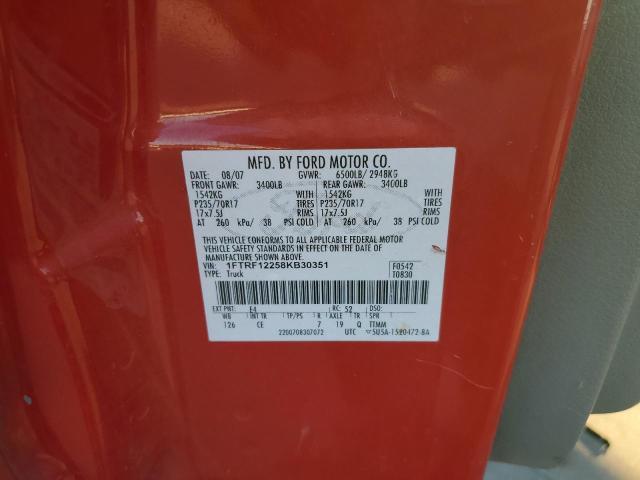 MFD. BY FORD MOTOR CO.
DATE: 08/07 GVWR: 6500LB/ 2948KG
FRONT GAWR: 3400LB REAR GAWR: 3400LB
1542KG WITH 1542KG WITH
P235/70R17 TIRES P235/70R17 TIRES
17x7.5J RIMS 17x7.5J RIMS
AT 260 kPa/ 38 PSI COLD AT 260 kPa/ 38 PSI COLD
THIS VEHICLE CONFORMS TO ALL APPLICABLE FEDERAL MOTOR
VEHICLE SAFETY STANDARDS IN EFFECT ON THE DATE OF
MANUFACTURE SHOWN ABOVE.
VIN: 1FTRF12258KB30351 F0542
TYPE: Truck T0830
EXT PNT: E4 RC: 52 DSO:
WB INT TR TP/PS R AXLE TR SPR
126 CE 7 19 Q TTMM
2200708307072 UTC 5U5A-1520472-BA